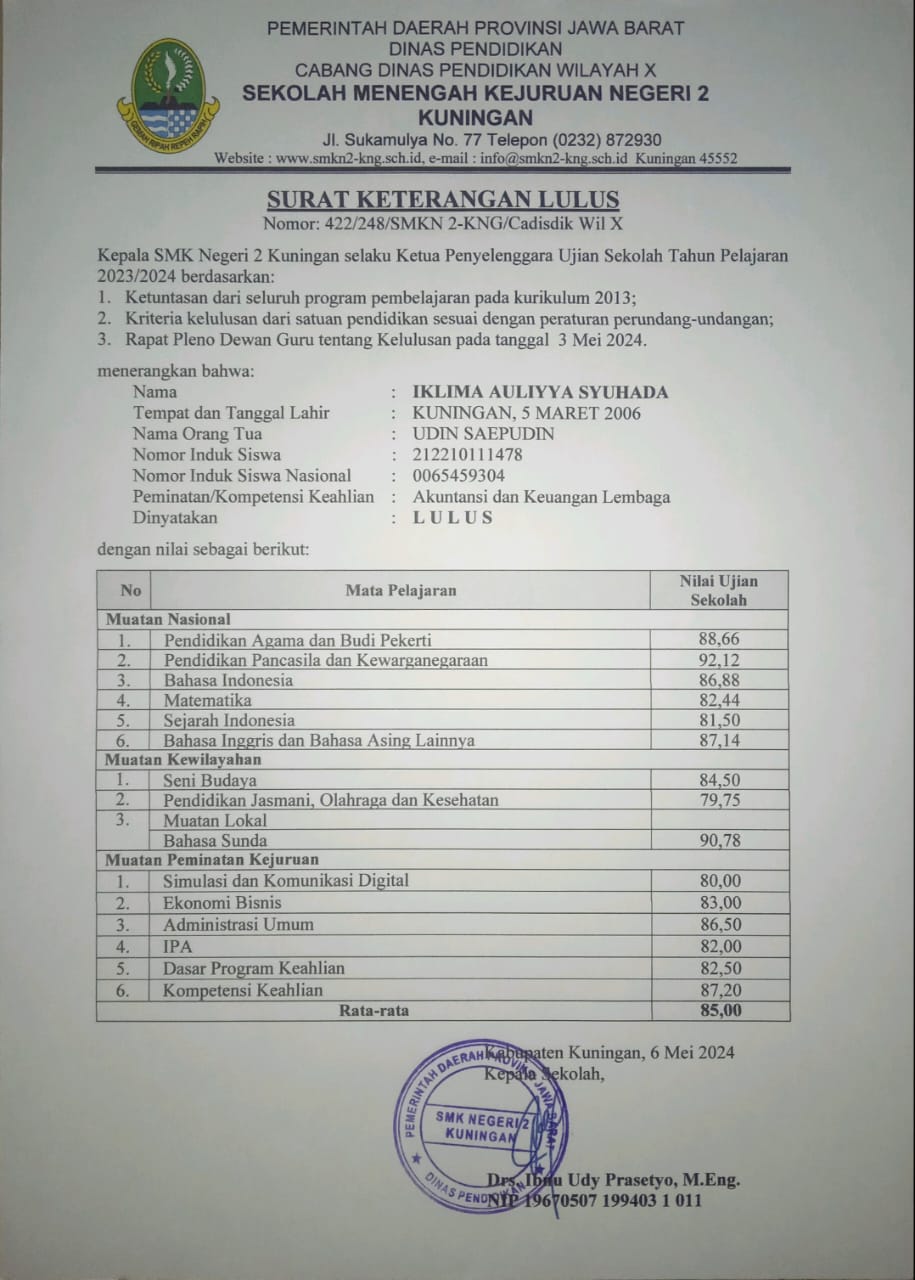 PEMERINTAH DAERAH PROVINSI JAWA BARAT
DINAS PENDIDIKAN
CABANG DINAS PENDIDIKAN WILAYAH X
SEKOLAH MENENGAH KEJURUAN NEGERI 2
KUNINGAN
Jl. Sukamulya No. 77 Telepon (0232) 872930
Website : www.smkn2-kng.sch.id, e-mail : info@smkn2-kng.sch.id Kuningan 45552
GEMAH RIPAH REPEH RAPIH
SURAT KETERANGAN LULUS
Nomor: 422/248/SMKN 2-KNG/Cadisdik Wil X
Kepala SMK Negeri 2 Kuningan selaku Ketua Penyelenggara Ujian Sekolah Tahun Pelajaran
2023/2024 berdasarkan:
1. Ketuntasan dari seluruh program pembelajaran pada kurikulum 2013;
2. Kriteria kelulusan dari satuan pendidikan sesuai dengan peraturan perundang-undangan;
3. Rapat Pleno Dewan Guru tentang Kelulusan pada tanggal 3 Mei 2024.
menerangkan bahwa:
Nama : IKLIMA AULIYYA SYUHADA
Tempat dan Tanggal Lahir : KUNINGAN, 5 MARET 2006
Nama Orang Tua : UDIN SAEPUDIN
Nomor Induk Siswa : 212210111478
Nomor Induk Siswa Nasional : 0065459304
Peminatan/Kompetensi Keahlian : Akuntansi dan Keuangan Lembaga
Dinyatakan : L U L U S
dengan nilai sebagai berikut:
No Mata Pelajaran Nilai Ujian
Sekolah
Muatan Nasional
1. Pendidikan Agama dan Budi Pekerti 88,66
2. Pendidikan Pancasila dan Kewarganegaraan 92,12
3. Bahasa Indonesia 86,88
4. Matematika 82,44
5. Sejarah Indonesia 81,50
6. Bahasa Inggris dan Bahasa Asing Lainnya 87,14
Muatan Kewilayahan
1. Seni Budaya 84,50
2. Pendidikan Jasmani, Olahraga dan Kesehatan 79,75
3. Muatan Lokal
Bahasa Sunda 90,78
Muatan Peminatan Kejuruan
1. Simulasi dan Komunikasi Digital 80,00
2. Ekonomi Bisnis 83,00
3. Administrasi Umum 86,50
4. IPA 82,00
5. Dasar Program Keahlian 82,50
6. Kompetensi Keahlian 87,20
Rata-rata 85,00
Kabupaten Kuningan, 6 Mei 2024
Kepala Sekolah,
PEMERINTAH DAERAH PROVINSI JAWA BARAT
SMK NEGERI 2
KUNINGAN
DINAS PENDIDIKAN
Drs. Ibnu Udy Prasetyo, M.Eng.
NIP 19670507 199403 1 011